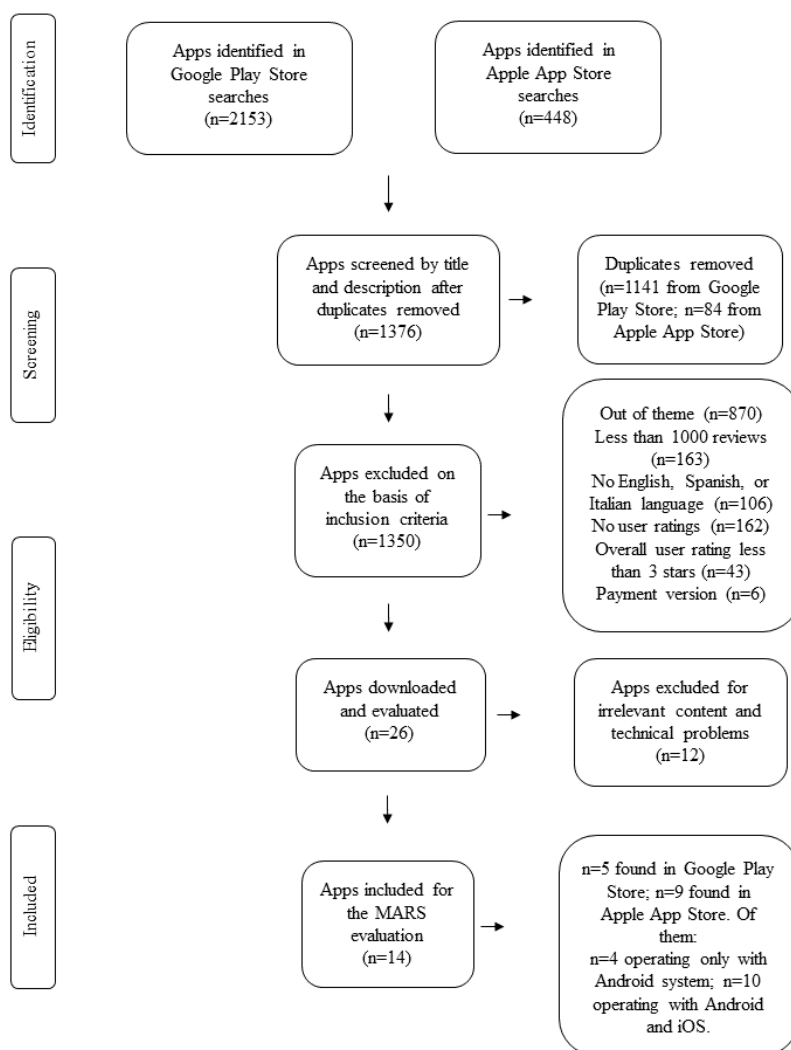 Identification
Apps identified in
Google Play Store
searches
(n=2153)
Apps identified in
Apple App Store
searches
(n=448)
Screening
Apps screened by title
and description after
duplicates removed
(n=1376)
Duplicates removed
(n=1141 from Google
Play Store; n=84 from
Apple App Store)
Apps excluded on
the basis of
inclusion criteria
(n=1350)
Out of theme (n=870)
Less than 1000 reviews
(n=163)
No English, Spanish, or
Italian language (n=106)
No user ratings (n=162)
Overall user rating less
than 3 stars (n=43)
Payment version (n=6)
Eligibility
Apps downloaded
and evaluated
(n=26)
Apps excluded for
irrelevant content and
technical problems
(n=12)
Included
Apps included for
the MARS
evaluation
(n=14)
n=5 found in Google Play
Store; n=9 found in
Apple App Store. Of
them:
n=4 operating only with
Android system; n=10
operating with Android
and iOS.